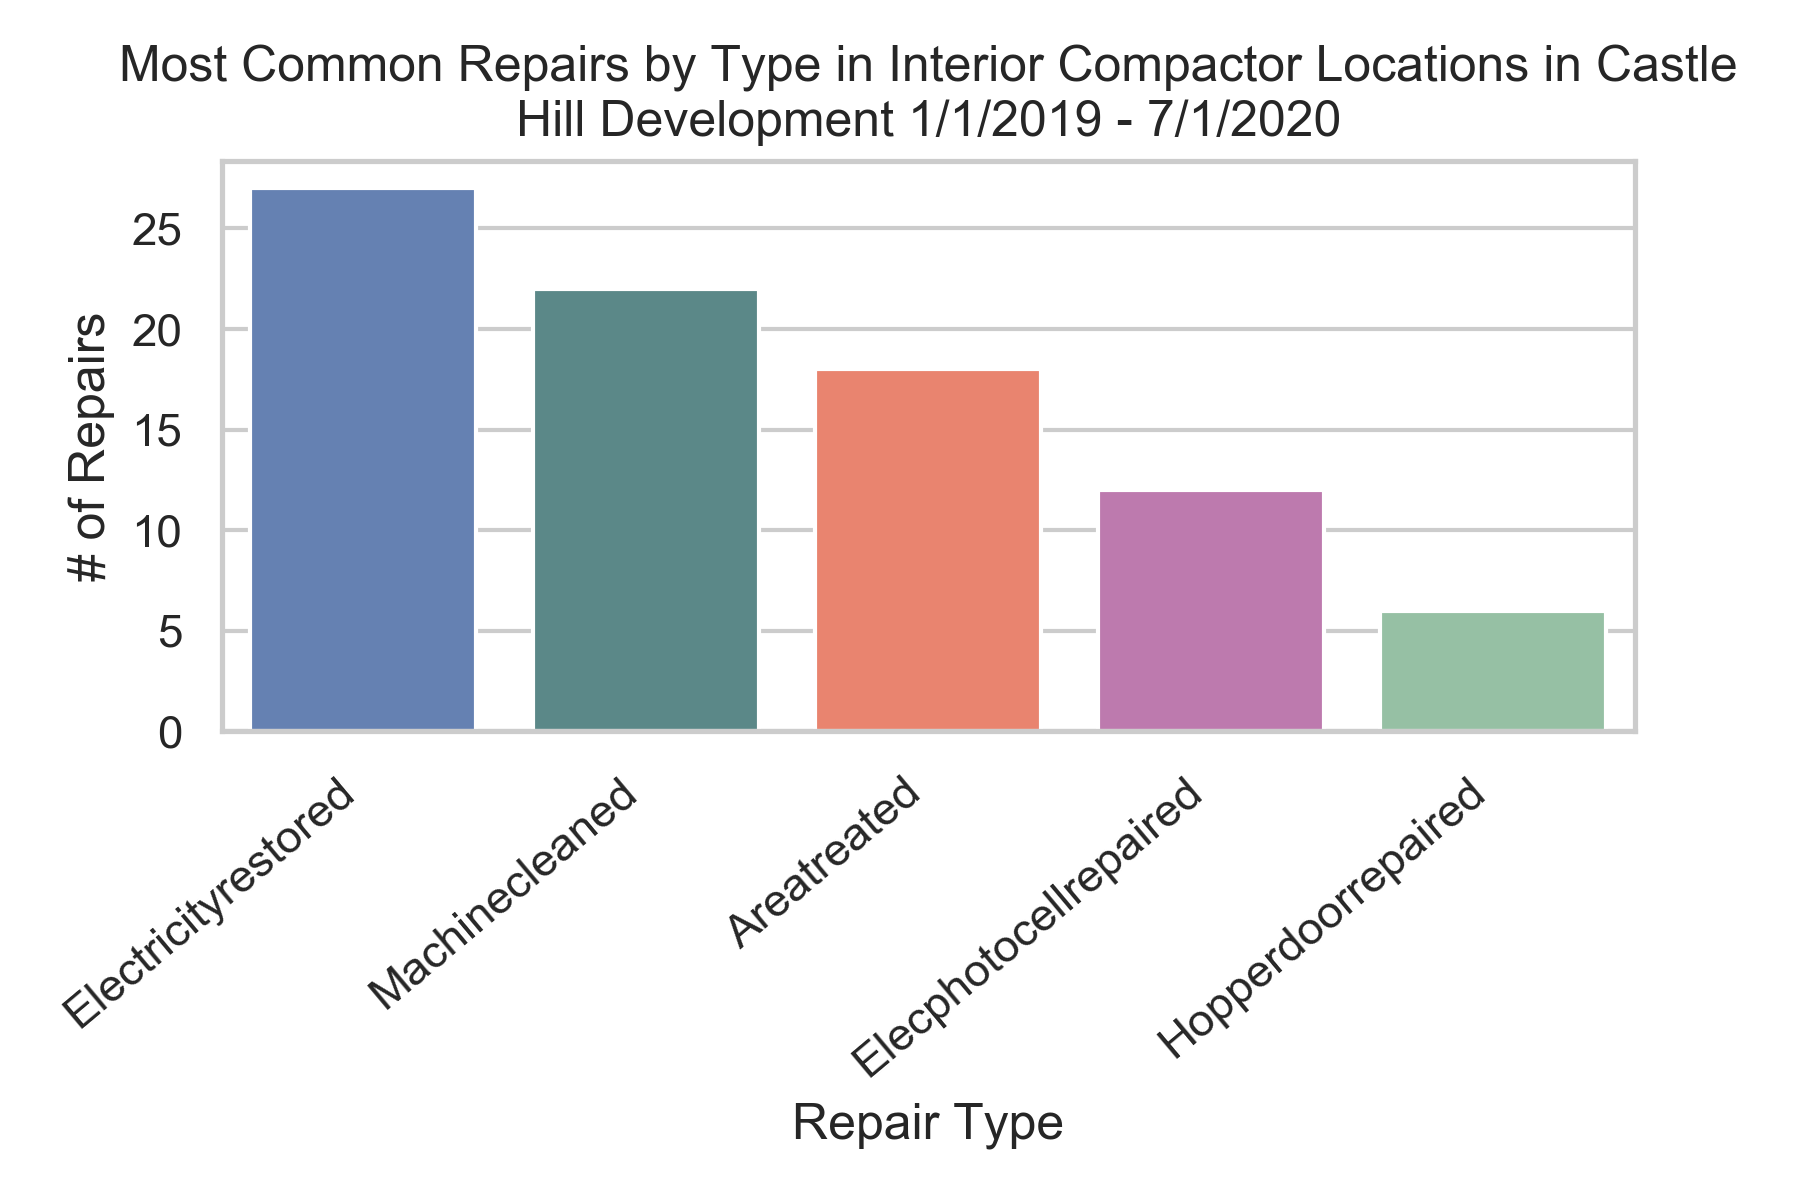 Most Common Repairs by Type in Interior Compactor Locations in Castle
Hill Development 1/1/2019 - 7/1/2020
# of Repairs
25
20
15
10
5
0
Electricityrestored
Machinecleaned
Areatreated
Elecphotocellrepaired
Hopperdoorrepaired
Repair Type